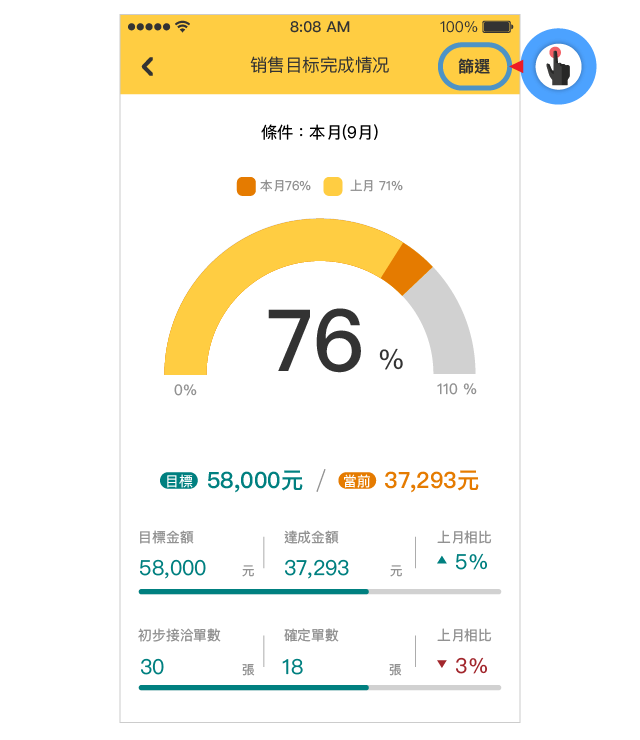 8:08 AM 100%
销售目标完成情况 篩選
條件：本月(9月)
本月76% 上月 71%
76 %
0% 110 %
目標 58,000元 / 當前 37,293元
目標金額 達成金額 上月相比
58,000 元 37,293 元 5%
初步接洽單數 確定單數 上月相比
30 張 18 張 3%